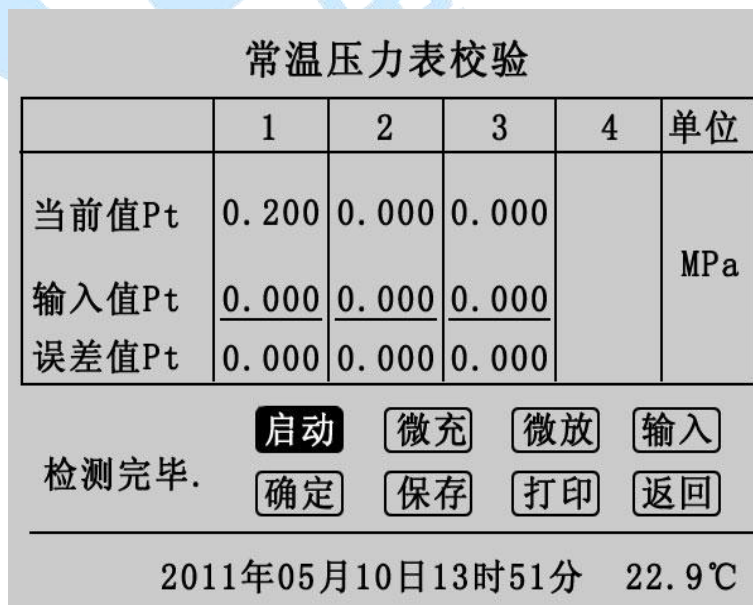 常温压力表校验
1 2 3 4 单位
当前值Pt 0.200 0.000 0.000
MPa
输入值Pt 0.000 0.000 0.000
误差值Pt 0.000 0.000 0.000
启动 微充 微放 输入
检测完毕.
确定 保存 打印 返回
2011年05月10日13时51分 22.9℃